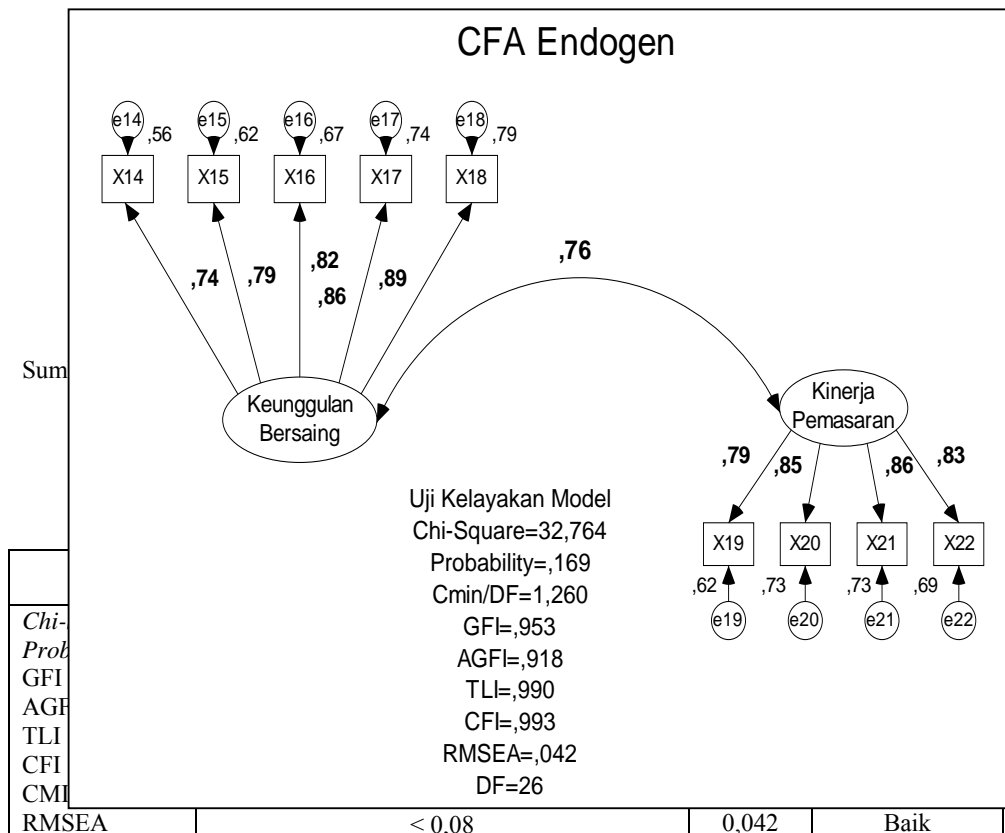 CFA Endogen
e14 e15 e16 e17 e18
,56 ,62 ,67 ,74 ,79
X14 X15 X16 X17 X18
,74 ,79 ,82 ,86 ,89
,76
Keunggulan
Bersaing
Kinerja
Pemasaran
,79 ,85 ,86 ,83
X19 X20 X21 X22
,62 ,73 ,73 ,69
e19 e20 e21 e22
Uji Kelayakan Model
Chi-Square=32,764
Probability=,169
Cmin/DF=1,260
GFI=,953
AGFI=,918
TLI=,990
CFI=,993
RMSEA=,042
DF=26
Sum
Chi-
Prob
GFI
AGF
TLI
CFI
CMI
RMSEA < 0,08 0,042 Baik